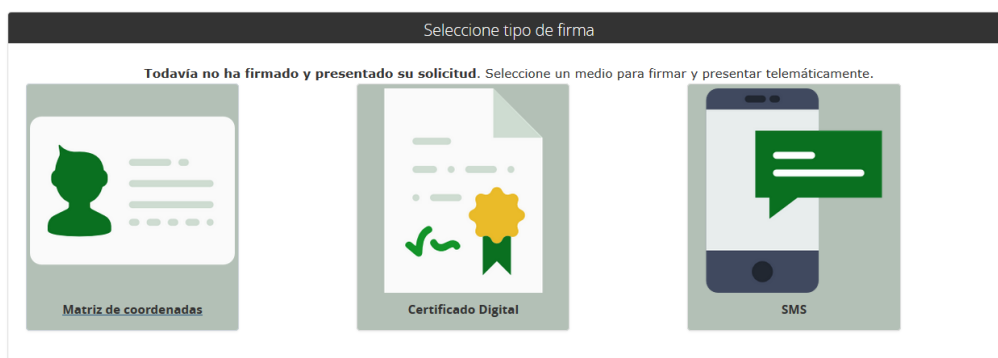 Seleccione tipo de firma
Todavía no ha firmado y presentado su solicitud. Seleccione un medio para firmar y presentar telemáticamente.
Matriz de coordenadas
Certificado Digital
SMS